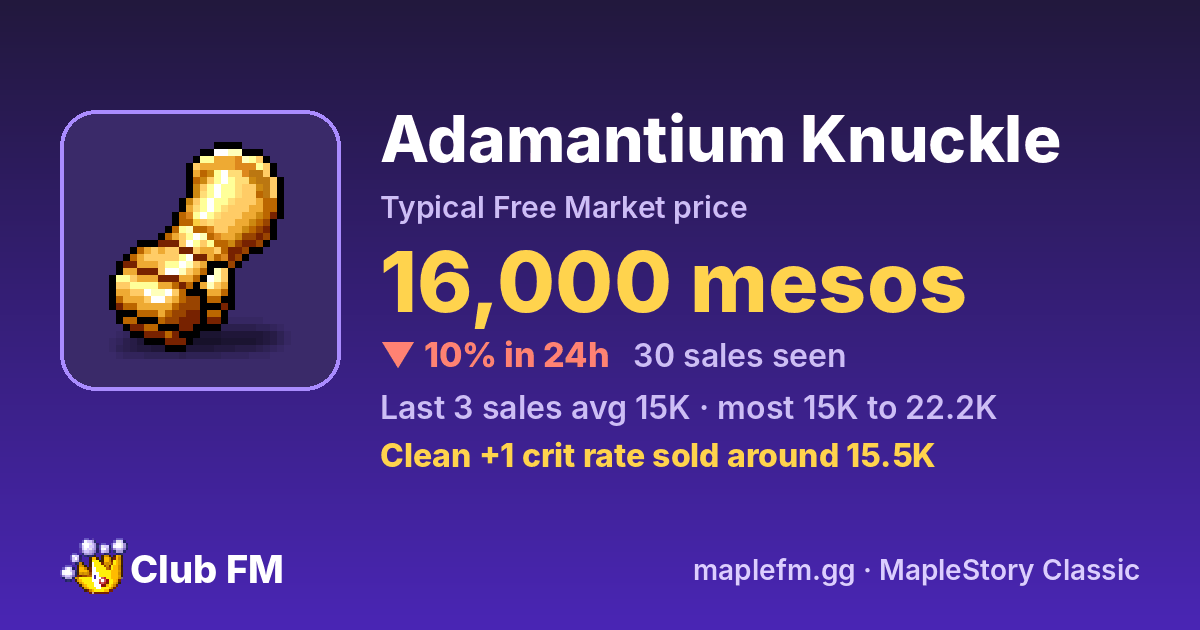 Adamantium Knuckle
Typical Free Market price
16,000 mesos
▼ 10% in 24h 30 sales seen
Last 3 sales avg 15K · most 15K to 22.2K
Clean +1 crit rate sold around 15.5K
Club FM
maplefm.gg · MapleStory Classic